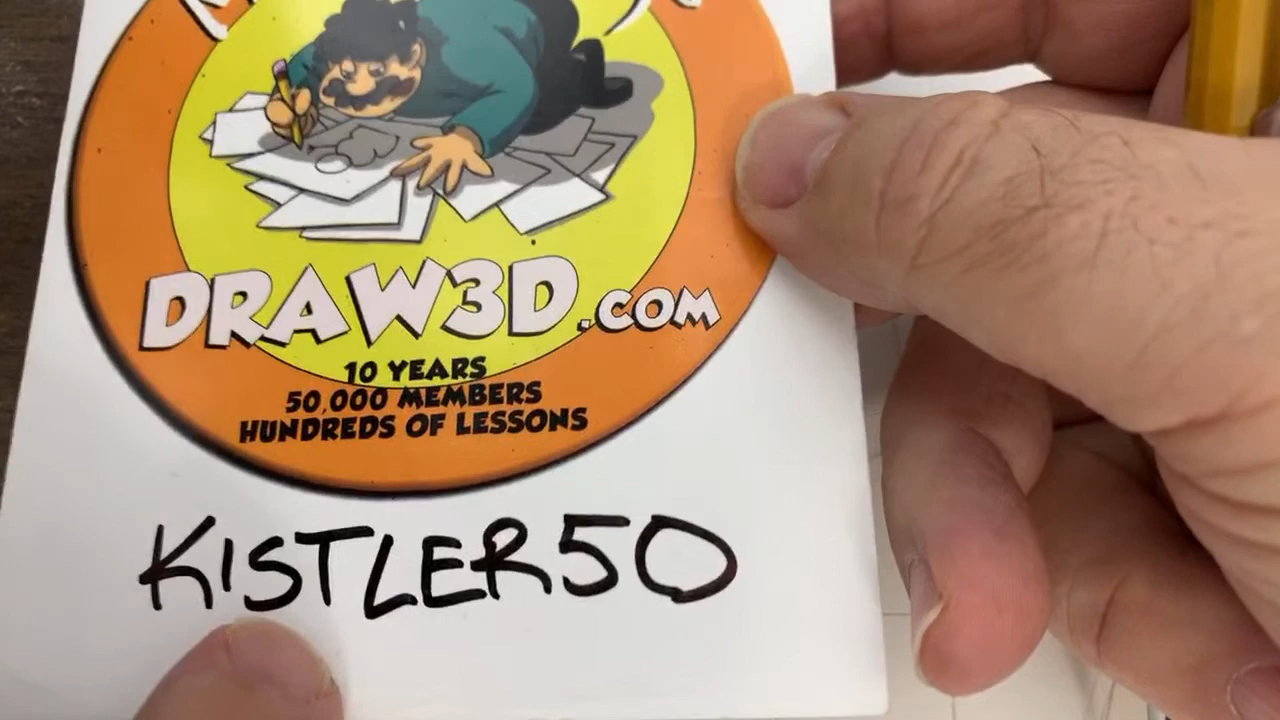 DRAW3D.COM
10 YEARS
50,000 MEMBERS
HUNDREDS OF LESSONS
KISTLER50